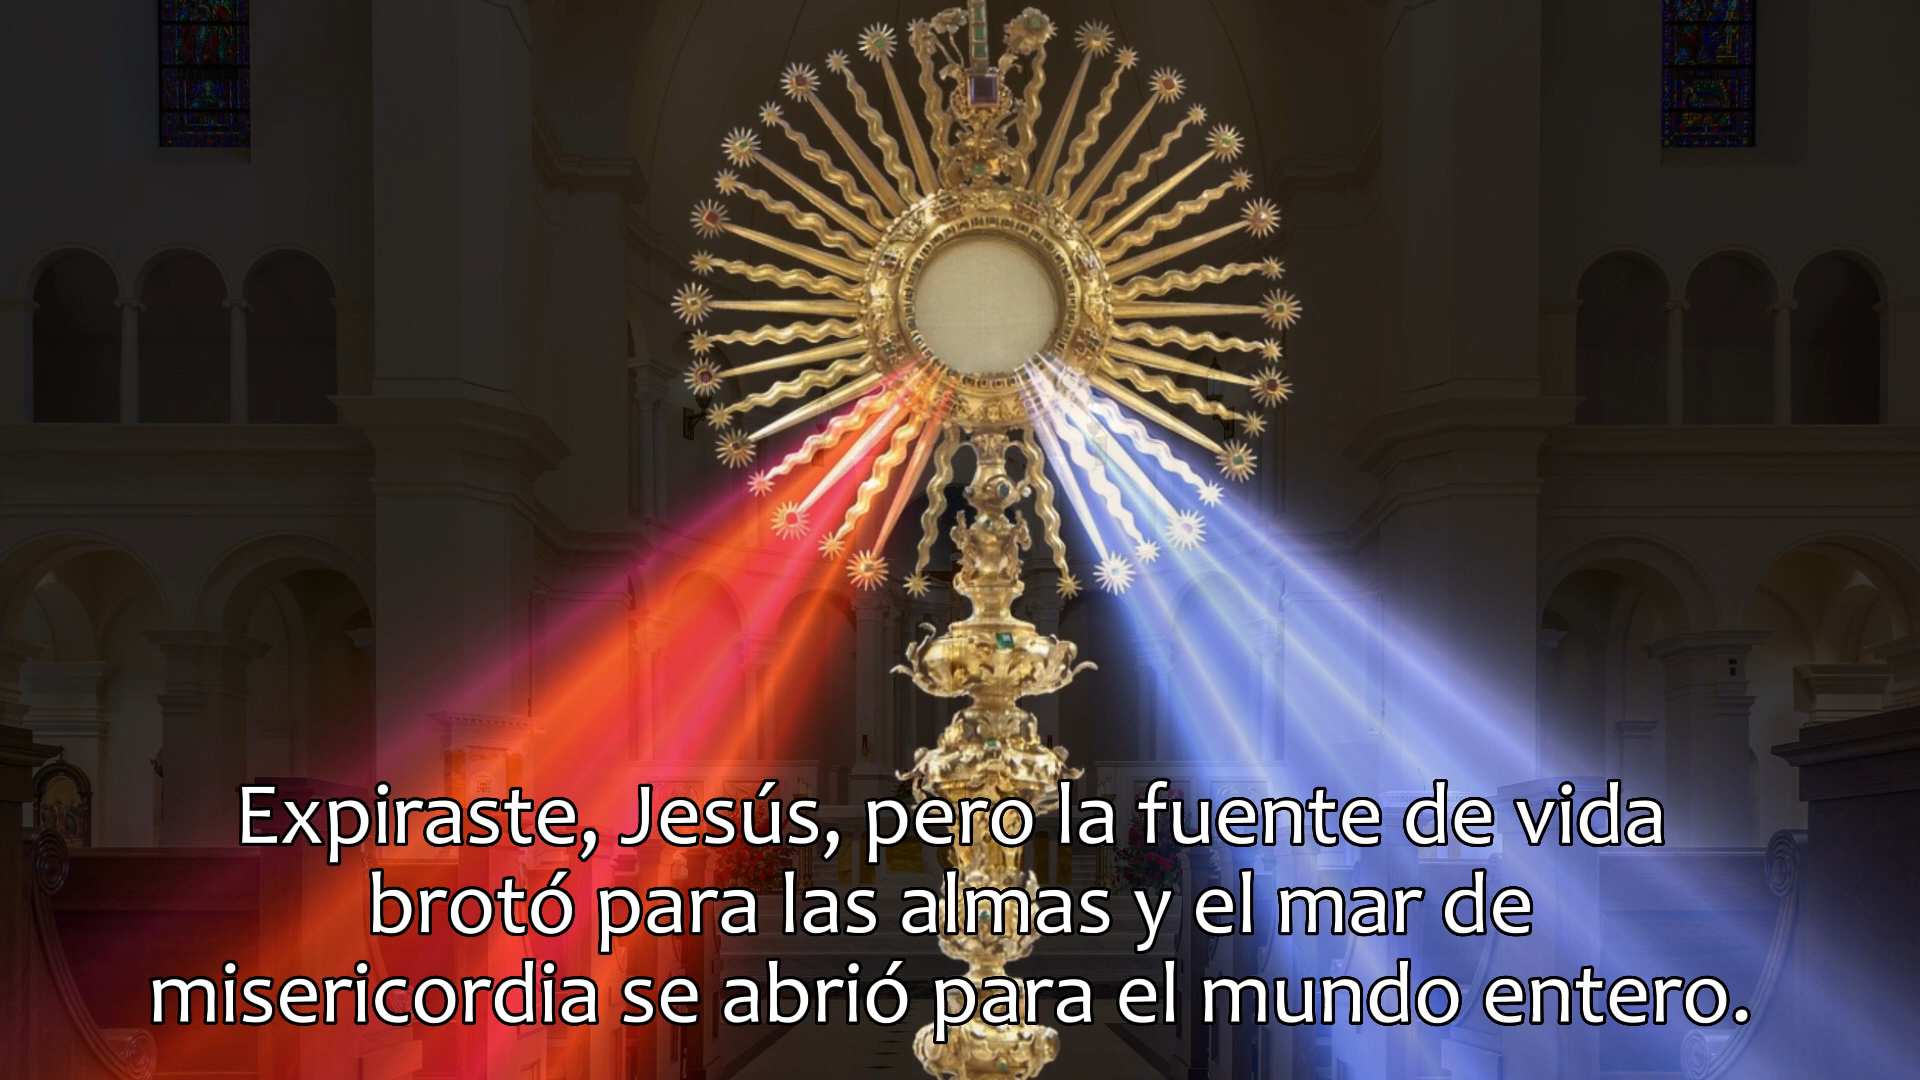 Expiraste, Jesús, pero la fuente de vida
brotó para las almas y el mar de
misericordia se abrió para el mundo entero.